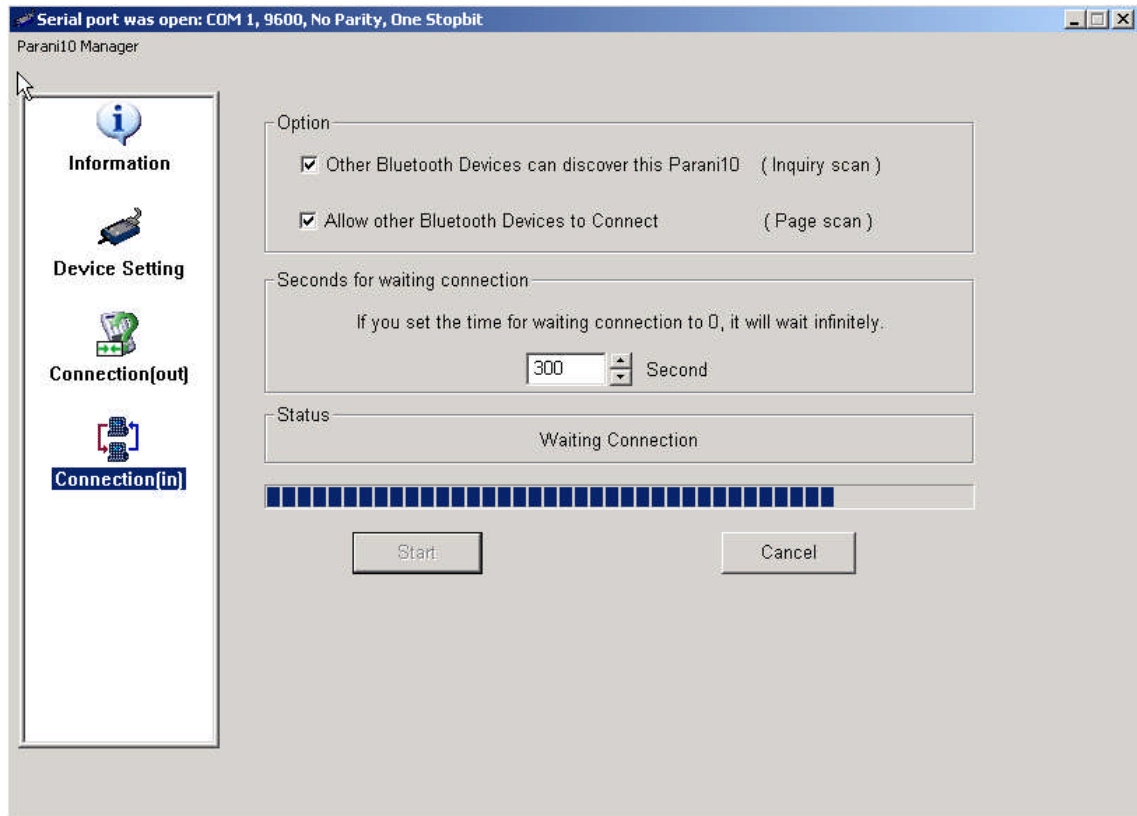 Serial port was open: COM 1, 9600, No Parity, One Stopbit
Parani10 Manager
Information
Device Setting
Connection(out)
Connection(in)
Option
Other Bluetooth Devices can discover this Parani10 ( Inquiry scan )
Allow other Bluetooth Devices to Connect ( Page scan )
Seconds for waiting connection
If you set the time for waiting connection to 0, it will wait infinitely.
300 Second
Status
Waiting Connection
Start Cancel